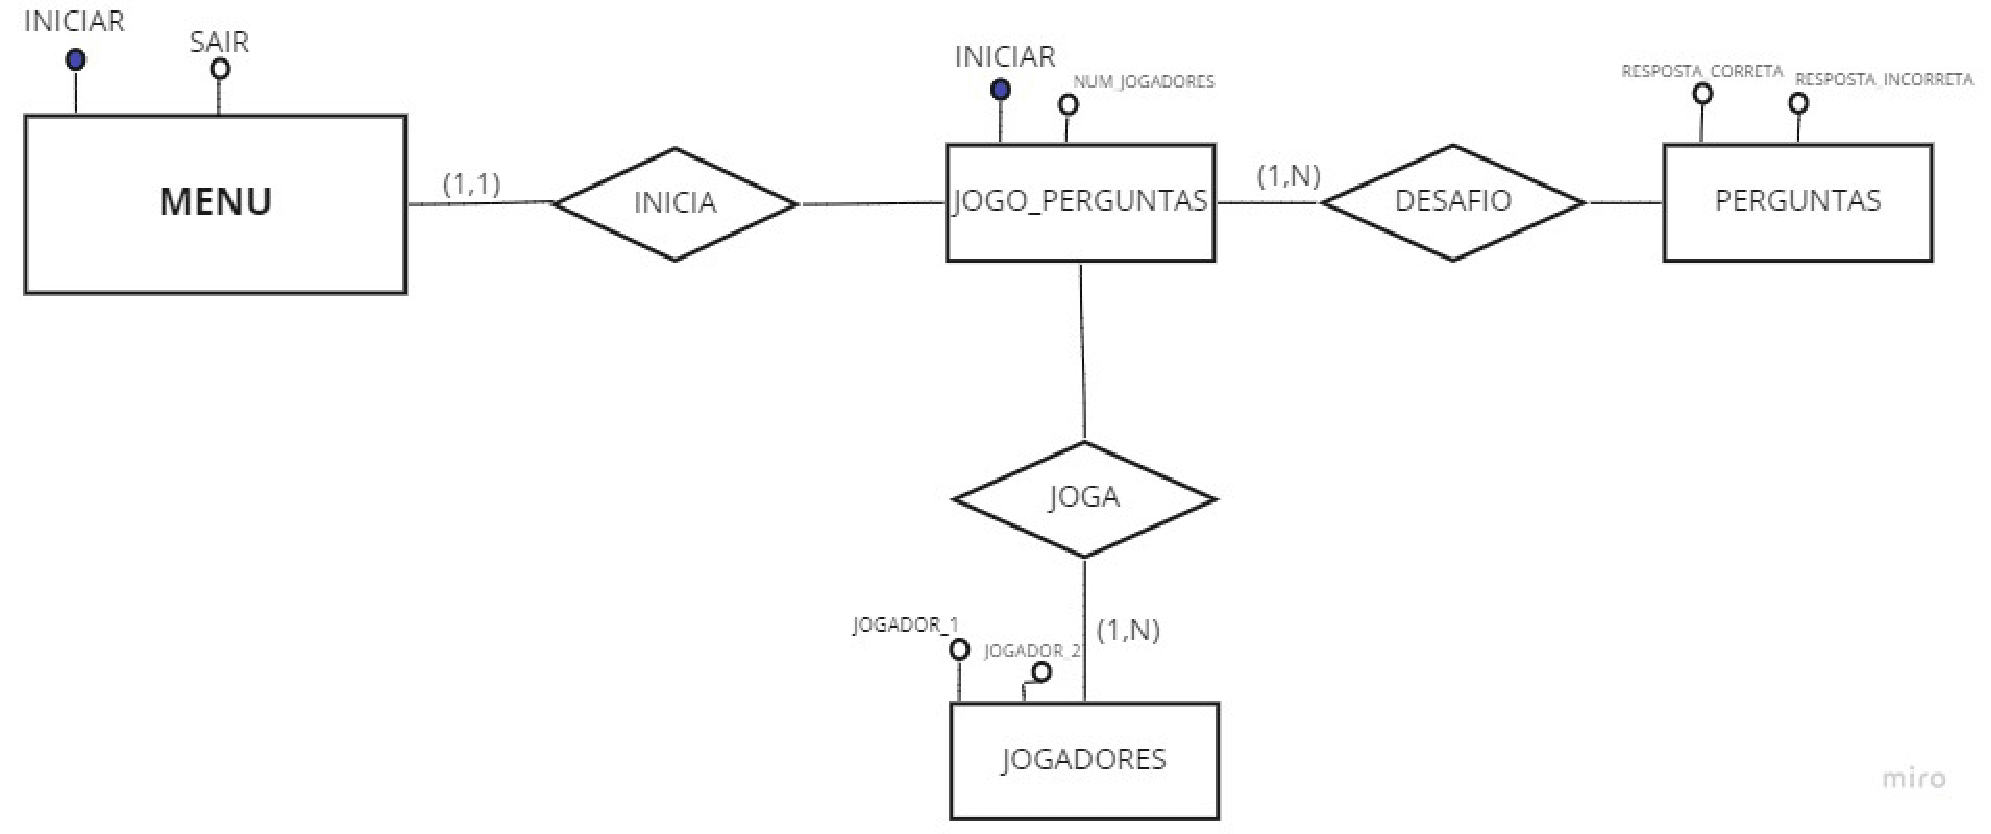 INICIAR
SAIR
MENU
(1,1)
INICIA
INICIAR
NUM_JOGADORES
JOGO_PERGUNTAS
(1,N)
DESAFIO
RESPOSTA_CORRETA
RESPOSTA_INCORRETA
PERGUNTAS
JOGA
(1,N)
JOGADOR_1
JOGADOR_2
JOGADORES
miro